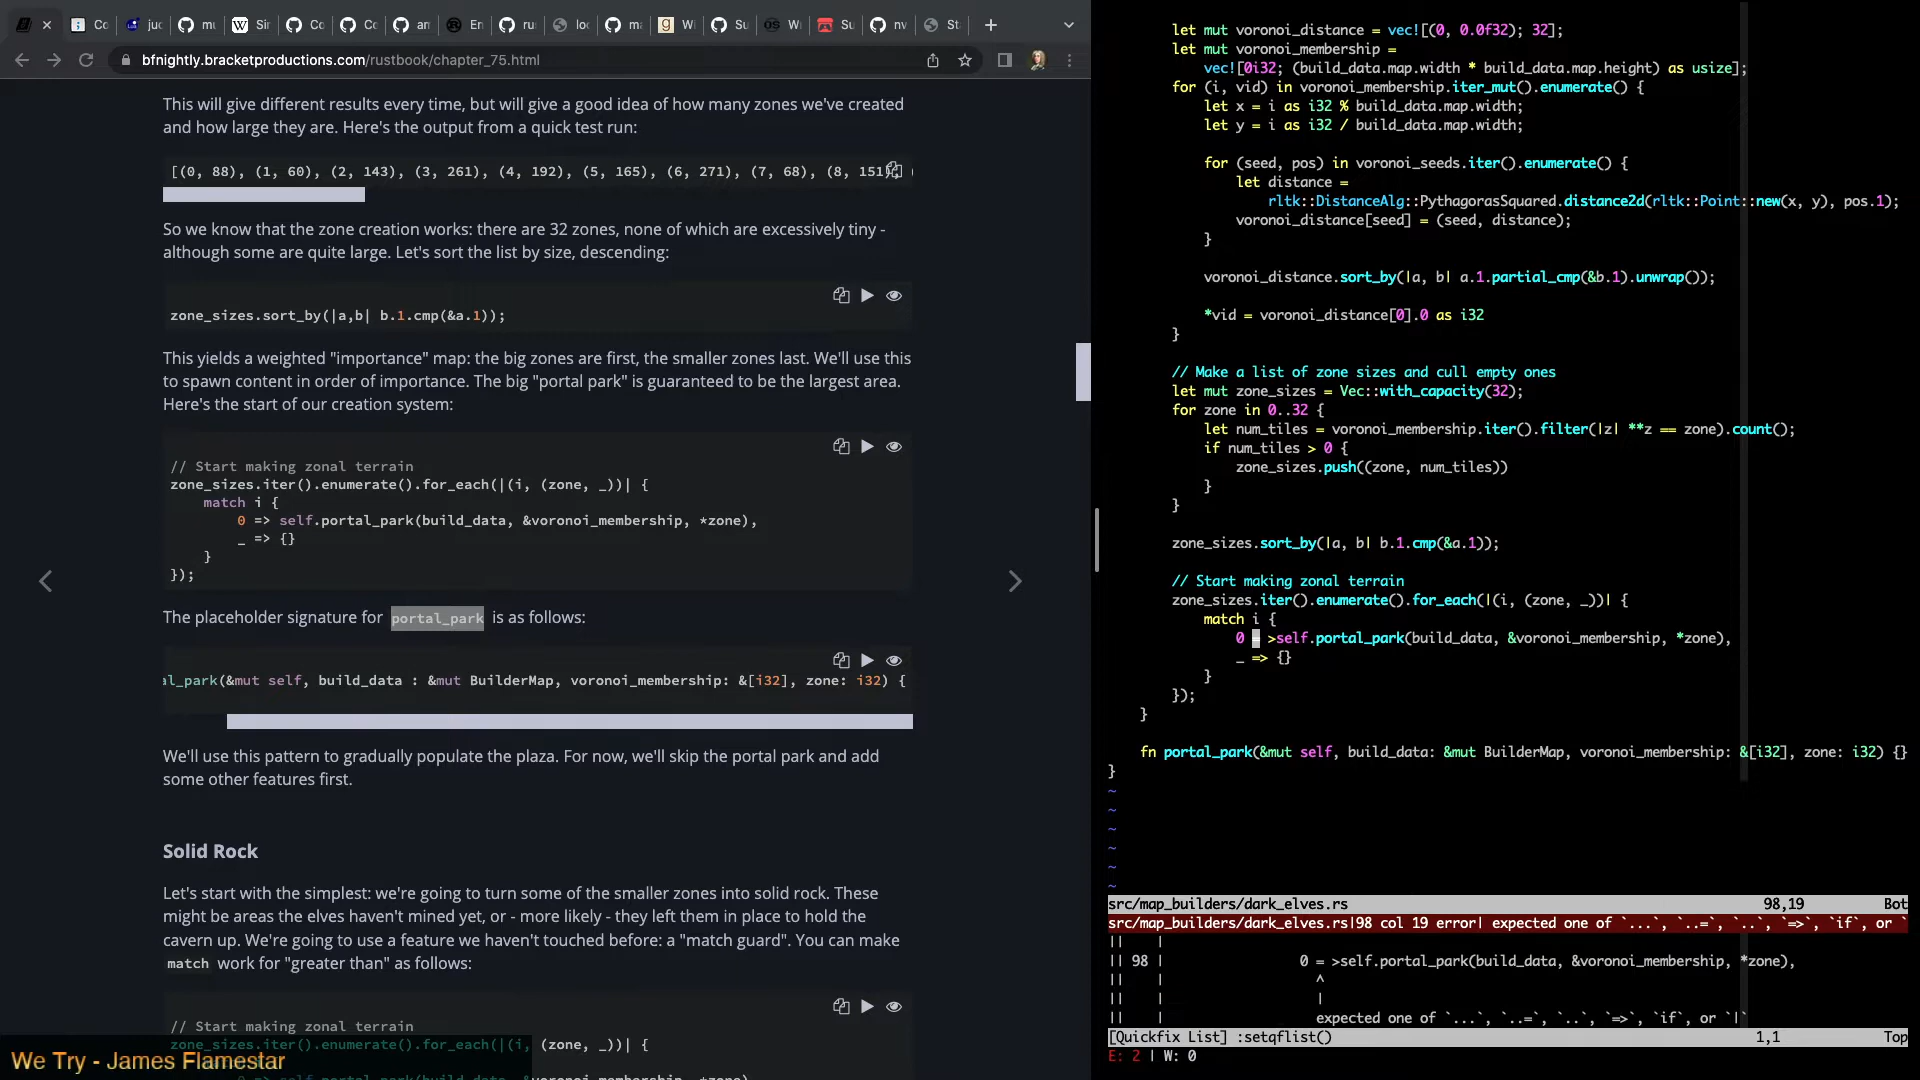 Co
juc
mu
Sir
Co
Co
am
En
ru
loc
ma
Wi
Su
Wi
Su
nv
St
bfnightly.bracketproductions.com/rustbook/chapter_75.html
This will give different results every time, but will give a good idea of how many zones we've created
and how large they are. Here's the output from a quick test run:
[(0, 88), (1, 60), (2, 143), (3, 261), (4, 192), (5, 165), (6, 271), (7, 68), (8, 151), (
So we know that the zone creation works: there are 32 zones, none of which are excessively tiny -
although some are quite large. Let's sort the list by size, descending:
zone_sizes.sort_by(|a,b| b.1.cmp(&a.1));
This yields a weighted "importance" map: the big zones are first, the smaller zones last. We'll use this
to spawn content in order of importance. The big "portal park" is guaranteed to be the largest area.
Here's the start of our creation system:
// Start making zonal terrain
zone_sizes.iter().enumerate().for_each(|(i, (zone, _))| {
    match i {
        0 => self.portal_park(build_data, &voronoi_membership, *zone),
        _ => {}
    }
});
The placeholder signature for portal_park is as follows:
al_park(&mut self, build_data : &mut BuilderMap, voronoi_membership: &[i32], zone: i32) {
We'll use this pattern to gradually populate the plaza. For now, we'll skip the portal park and add
some other features first.
Solid Rock
Let's start with the simplest: we're going to turn some of the smaller zones into solid rock. These
might be areas the elves haven't mined yet, or - more likely - they left them in place to hold the
cavern up. We're going to use a feature we haven't touched before: a "match guard". You can make
match work for "greater than" as follows:
// Start making zonal terrain
zone_sizes.iter().enumerate().for_each(|(i, (zone, _))| {
We Try - James Flamestar
let mut voronoi_distance = vec![(0, 0.0f32); 32];
let mut voronoi_membership =
    vec![0i32; (build_data.map.width * build_data.map.height) as usize];
for (i, vid) in voronoi_membership.iter_mut().enumerate() {
    let x = i as i32 % build_data.map.width;
    let y = i as i32 / build_data.map.width;
    for (seed, pos) in voronoi_seeds.iter().enumerate() {
        let distance =
            rltk::DistanceAlg::PythagorasSquared.distance2d(rltk::Point::new(x, y), pos.1);
        voronoi_distance[seed] = (seed, distance);
    }
    voronoi_distance.sort_by(|a, b| a.1.partial_cmp(&b.1).unwrap());
    *vid = voronoi_distance[0].0 as i32
}
// Make a list of zone sizes and cull empty ones
let mut zone_sizes = Vec::with_capacity(32);
for zone in 0..32 {
    let num_tiles = voronoi_membership.iter().filter(|z| **z == zone).count();
    if num_tiles > 0 {
        zone_sizes.push((zone, num_tiles))
    }
}
zone_sizes.sort_by(|a, b| b.1.cmp(&a.1));
// Start making zonal terrain
zone_sizes.iter().enumerate().for_each(|(i, (zone, _))| {
    match i {
        0 = >self.portal_park(build_data, &voronoi_membership, *zone),
        _ => {}
    }
});
}
fn portal_park(&mut self, build_data: &mut BuilderMap, voronoi_membership: &[i32], zone: i32) {}
}
~
~
~
~
~
~
src/map_builders/dark_elves.rs 98,19 Bot
src/map_builders/dark_elves.rs|98 col 19 error| expected one of `...`, `..=`, `..`, `=>`, `if`, or `
|| |
|| 98 | 0 = >self.portal_park(build_data, &voronoi_membership, *zone),
|| | ^
|| | |
|| | expected one of `...`, `..=`, `..`, `=>`, `if`, or `|`
[Quickfix List] :setqflist() 1,1 Top
E: 2 | W: 0